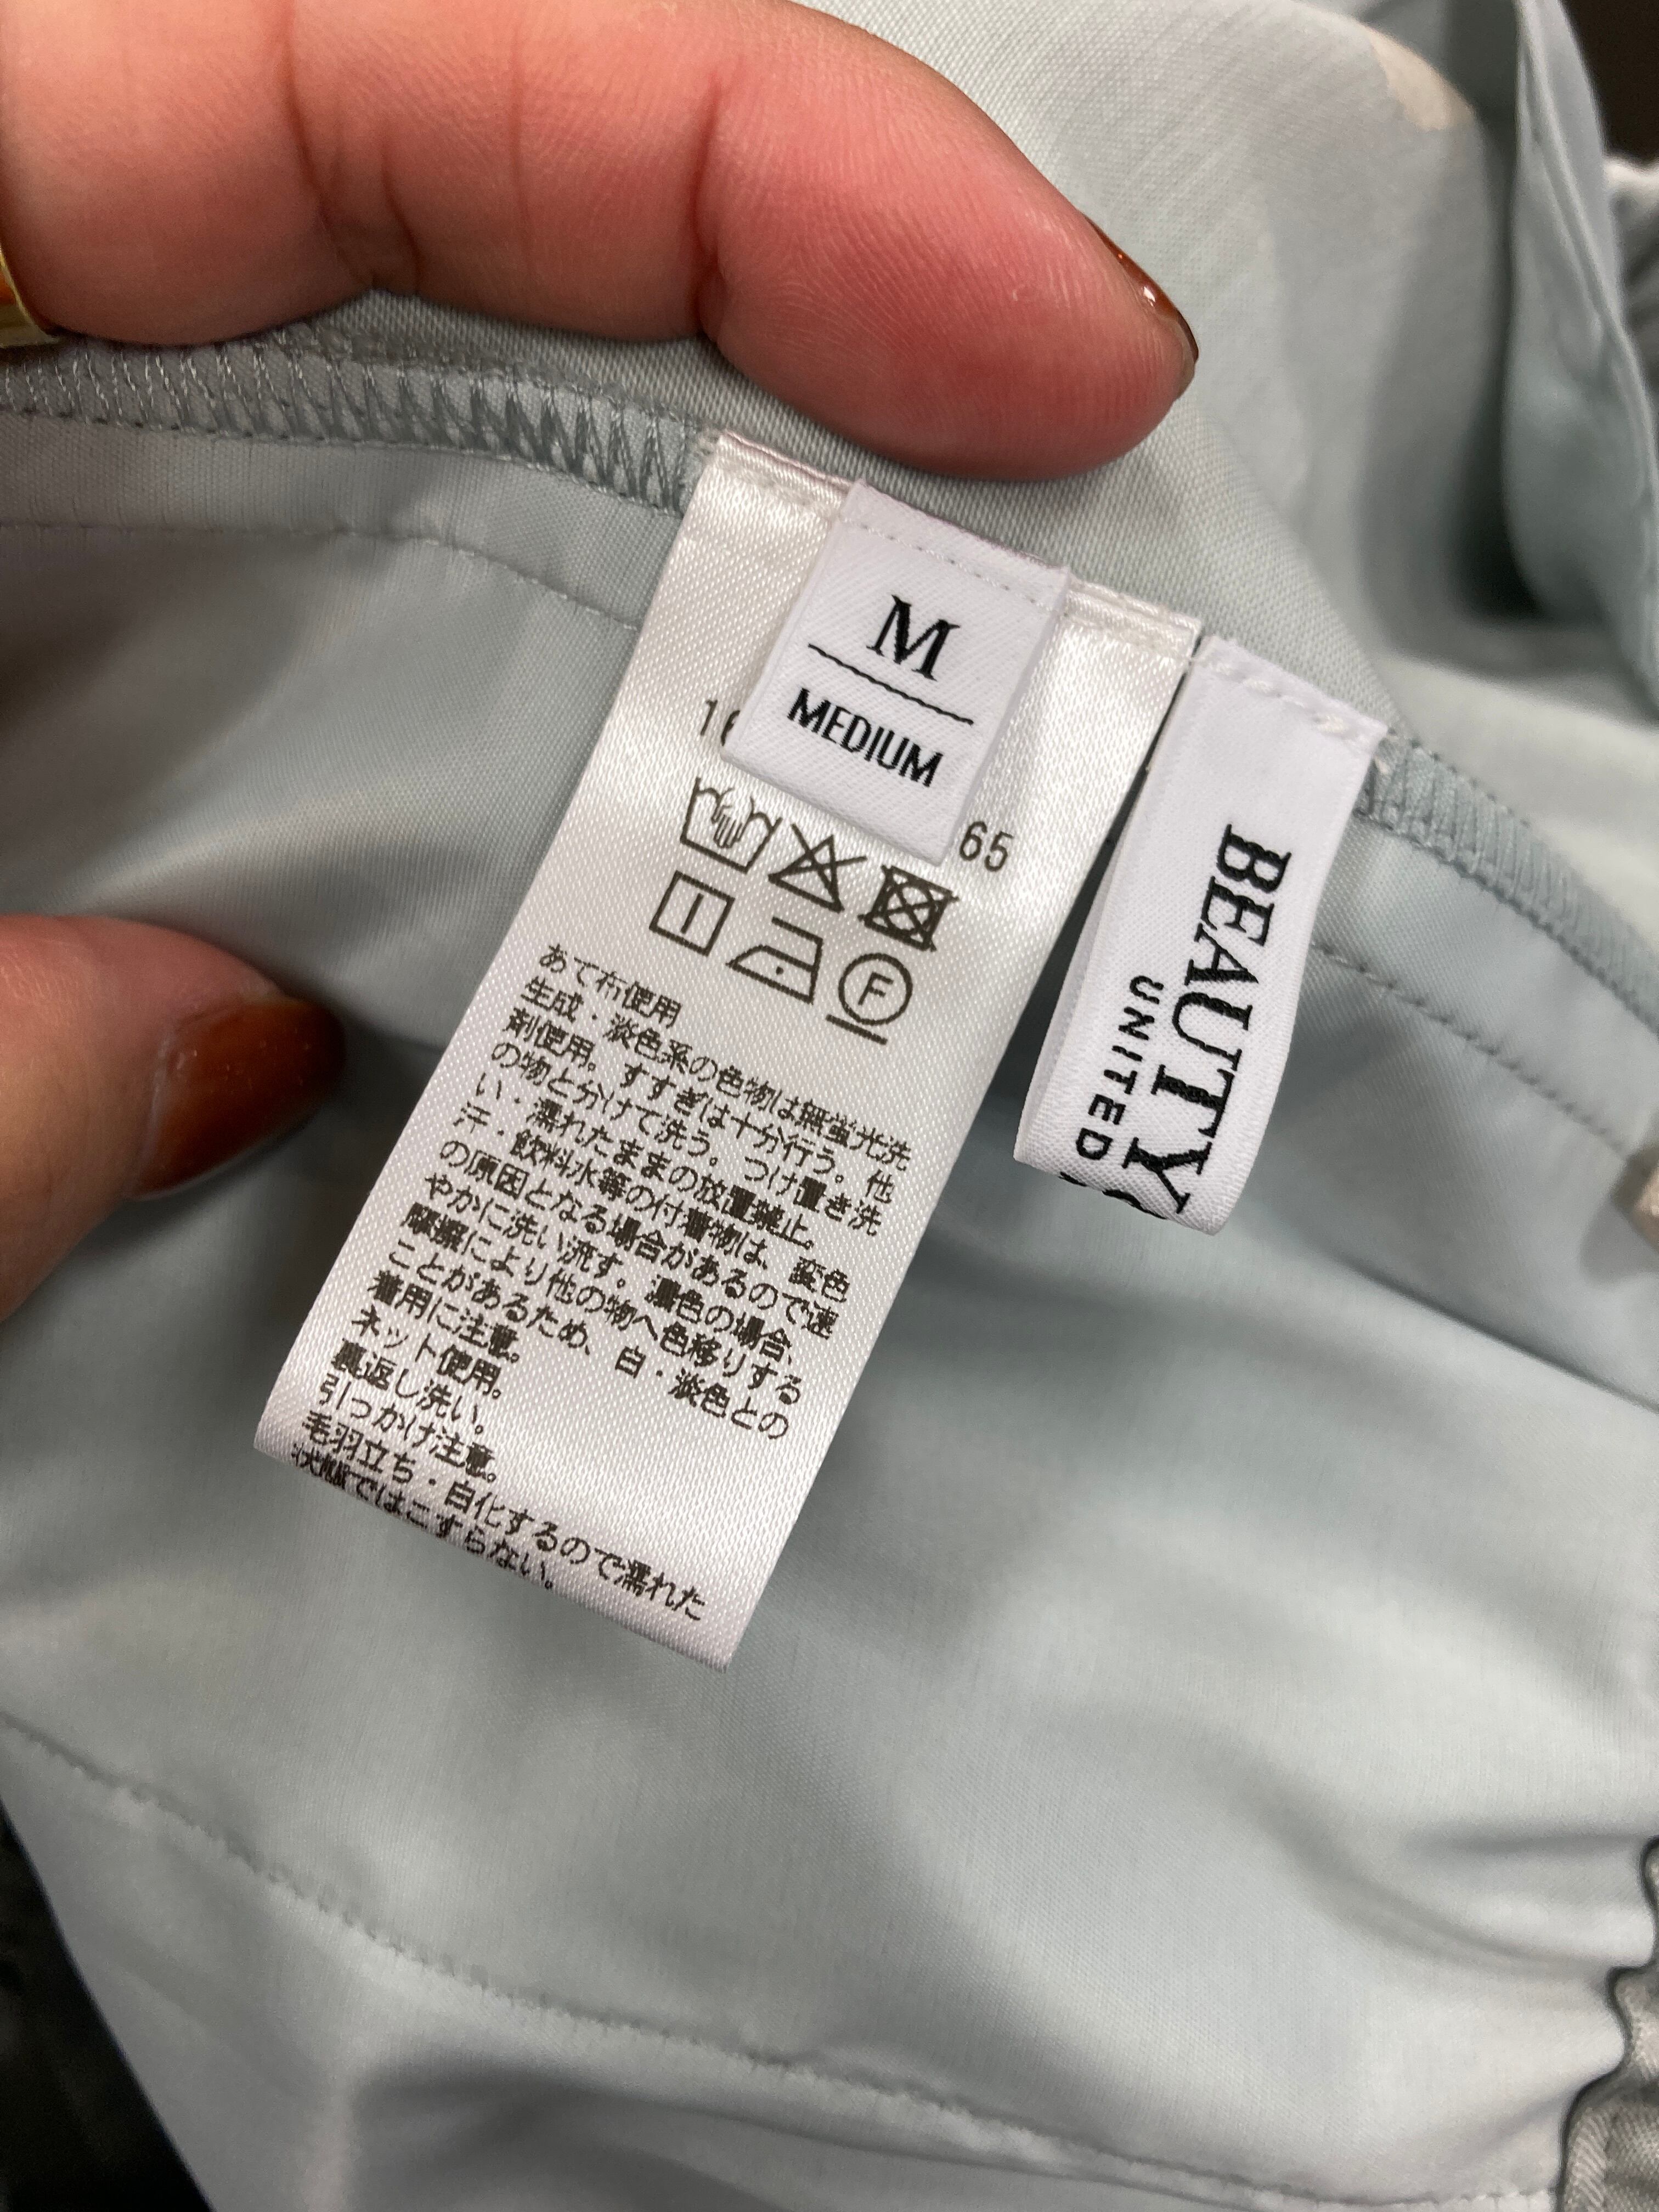 M
MEDIUM
65
F
あて布使用
生成・淡色系の色物は無蛍光洗
剤使用。すすぎは十分行う。他
の物と分けて洗う。つけ置き洗
い・濡れたままの放置禁止。
汗・飲料水等の付着物は、変色
の原因となる場合があるので速
やかに洗い流す。濃色の場合、
摩擦により他の物へ色移りする
ことがあるため、白・淡色との
着用に注意。
ネット使用。
裏返し洗い。
引っかけ注意。
毛羽立ち・白化するので濡れた
状態ではこすらない。
BEAUTY
UNITED